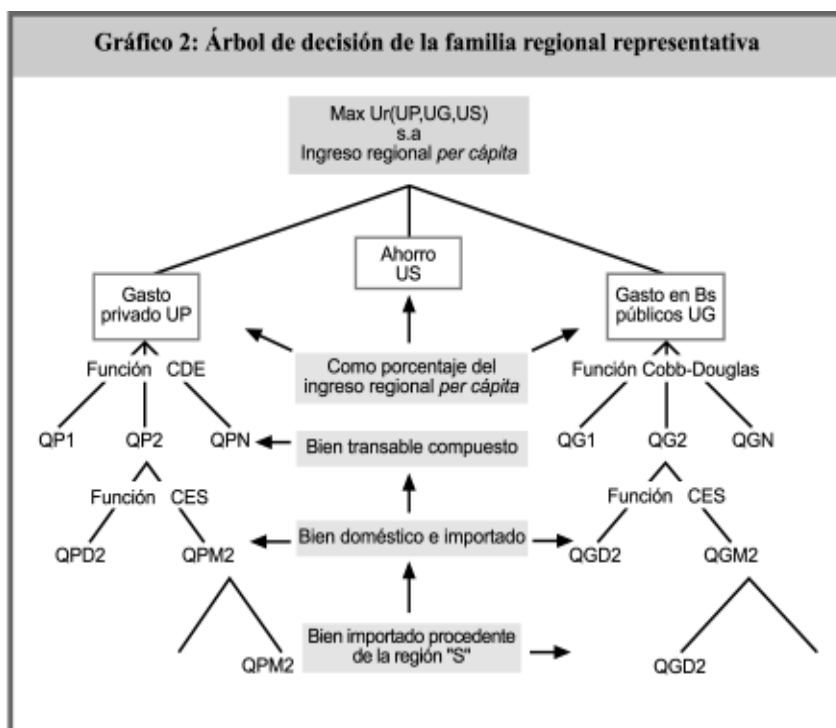 Gráfico 2: Árbol de decisión de la familia regional representativa
Max Ur(UP,UG,US)
s.a
Ingreso regional per cápita
Ahorro
US
Gasto
privado UP
Gasto en Bs
públicos UG
Como porcentaje del
ingreso regional per cápita
Función CDE
Función Cobb-Douglas
QP1
QP2
QPN
Bien transable compuesto
QG1
QG2
QGN
Función CES
Función CES
QPD2
QPM2
Bien doméstico e importado
QGD2
QGM2
QPM2
Bien importado procedente
de la región "S"
QGD2